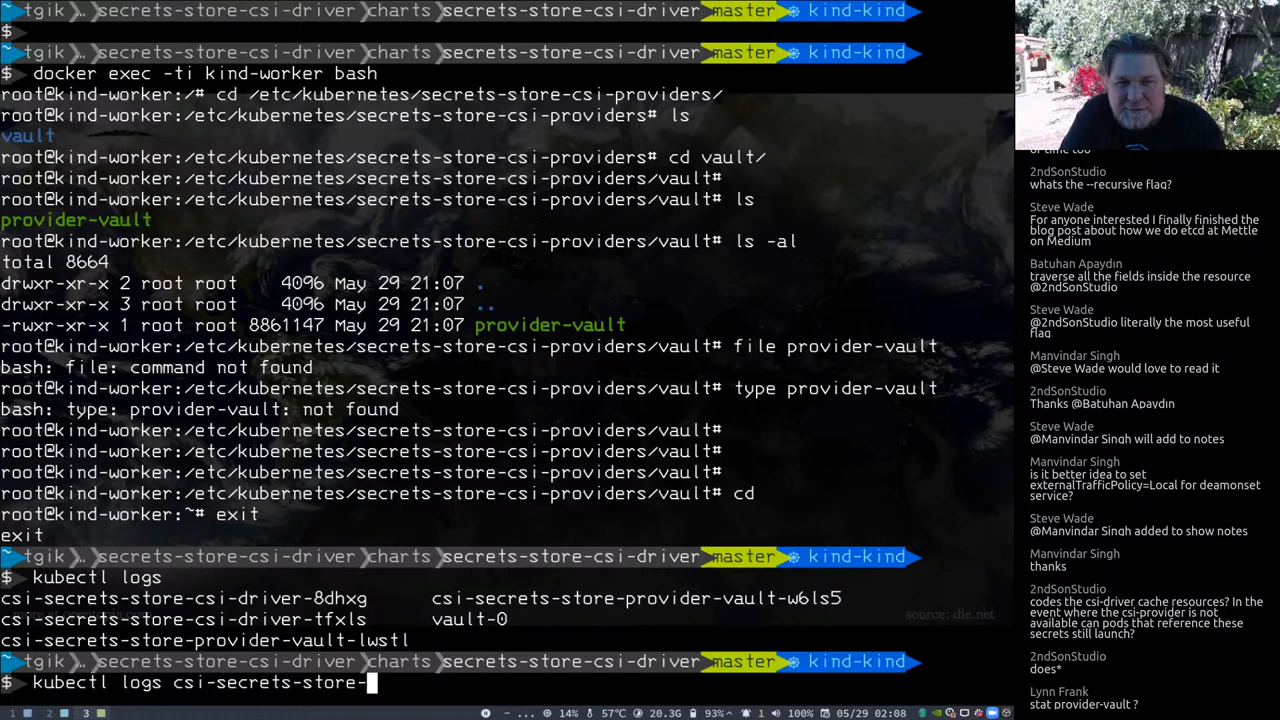 ~ tgik … secrets-store-csi-driver charts secrets-store-csi-driver master ⎈ kind-kind
$
~ tgik … secrets-store-csi-driver charts secrets-store-csi-driver master ⎈ kind-kind
$ docker exec -ti kind-worker bash
root@kind-worker:/# cd /etc/kubernetes/secrets-store-csi-providers/
root@kind-worker:/etc/kubernetes/secrets-store-csi-providers# ls
vault
root@kind-worker:/etc/kubernetes/secrets-store-csi-providers# cd vault/
root@kind-worker:/etc/kubernetes/secrets-store-csi-providers/vault#
root@kind-worker:/etc/kubernetes/secrets-store-csi-providers/vault# ls
provider-vault
root@kind-worker:/etc/kubernetes/secrets-store-csi-providers/vault# ls -al
total 8664
drwxr-xr-x 2 root root    4096 May 29 21:07 .
drwxr-xr-x 3 root root    4096 May 29 21:07 ..
-rwxr-xr-x 1 root root 8861147 May 29 21:07 provider-vault
root@kind-worker:/etc/kubernetes/secrets-store-csi-providers/vault# file provider-vault
bash: file: command not found
root@kind-worker:/etc/kubernetes/secrets-store-csi-providers/vault# type provider-vault
bash: type: provider-vault: not found
root@kind-worker:/etc/kubernetes/secrets-store-csi-providers/vault#
root@kind-worker:/etc/kubernetes/secrets-store-csi-providers/vault#
root@kind-worker:/etc/kubernetes/secrets-store-csi-providers/vault#
root@kind-worker:/etc/kubernetes/secrets-store-csi-providers/vault# cd
root@kind-worker:~# exit
exit
~ tgik … secrets-store-csi-driver charts secrets-store-csi-driver master ⎈ kind-kind
$ kubectl logs
csi-secrets-store-csi-driver-8dhxg csi-secrets-store-provider-vault-w6ls5
csi-secrets-store-csi-driver-tfxls vault-0
csi-secrets-store-provider-vault-lwstl
source: die.net
~ tgik … secrets-store-csi-driver charts secrets-store-csi-driver master ⎈ kind-kind
$ kubectl logs csi-secrets-store-
1 2 3 - ... 14% 57°C 20.3G 93% 1 100% 05/29 02:08
of time too
2ndSonStudio
whats the --recursive flag?
Steve Wade
For anyone interested I finally finished the
blog post about how we do etcd at Mettle
on Medium
Batuhan Apaydın
traverse all the fields inside the resource
@2ndSonStudio
Steve Wade
@2ndSonStudio literally the most useful
flag
Manvindar Singh
@Steve Wade would love to read it
2ndSonStudio
Thanks @Batuhan Apaydın
Steve Wade
@Manvindar Singh will add to notes
Manvindar Singh
is it better idea to set
externalTrafficPolicy=Local for deamonset
service?
Steve Wade
@Manvindar Singh added to show notes
Manvindar Singh
thanks
2ndSonStudio
codes the csi-driver cache resources? In the
event where the csi-provider is not
available can pods that reference these
secrets still launch?
2ndSonStudio
does*
Lynn Frank
stat provider-vault ?